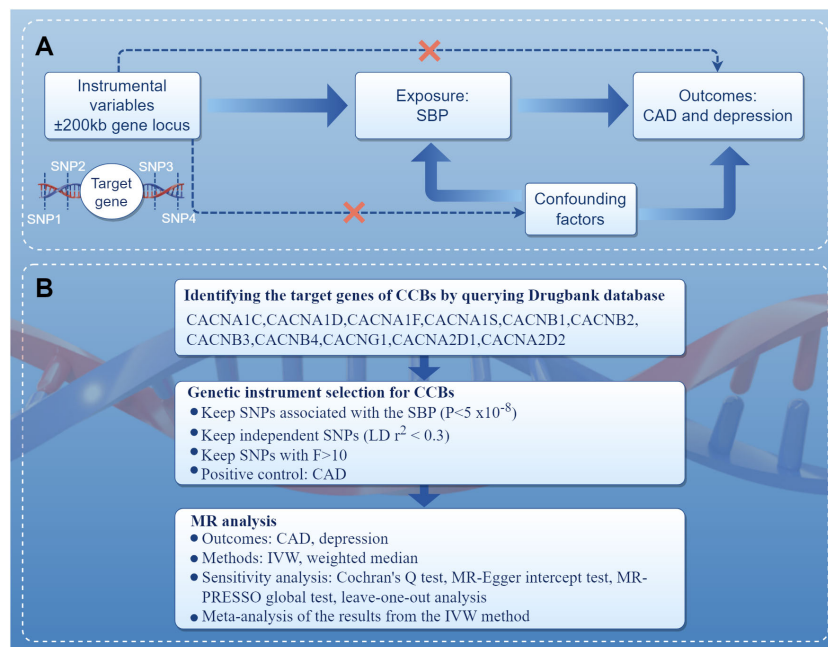 A
Instrumental
variables
±200kb gene locus
Exposure:
SBP
Outcomes:
CAD and depression
SNP2
SNP3
Target
gene
SNP1
SNP4
Confounding
factors
B
Identifying the target genes of CCBs by querying Drugbank database
CACNA1C,CACNA1D,CACNA1F,CACNA1S,CACNB1,CACNB2,
CACNB3,CACNB4,CACNG1,CACNA2D1,CACNA2D2
Genetic instrument selection for CCBs
● Keep SNPs associated with the SBP (P<5 x10⁻⁸)
● Keep independent SNPs (LD r² < 0.3)
● Keep SNPs with F>10
● Positive control: CAD
MR analysis
● Outcomes: CAD, depression
● Methods: IVW, weighted median
● Sensitivity analysis: Cochran's Q test, MR-Egger intercept test, MR-
PRESSO global test, leave-one-out analysis
● Meta-analysis of the results from the IVW method